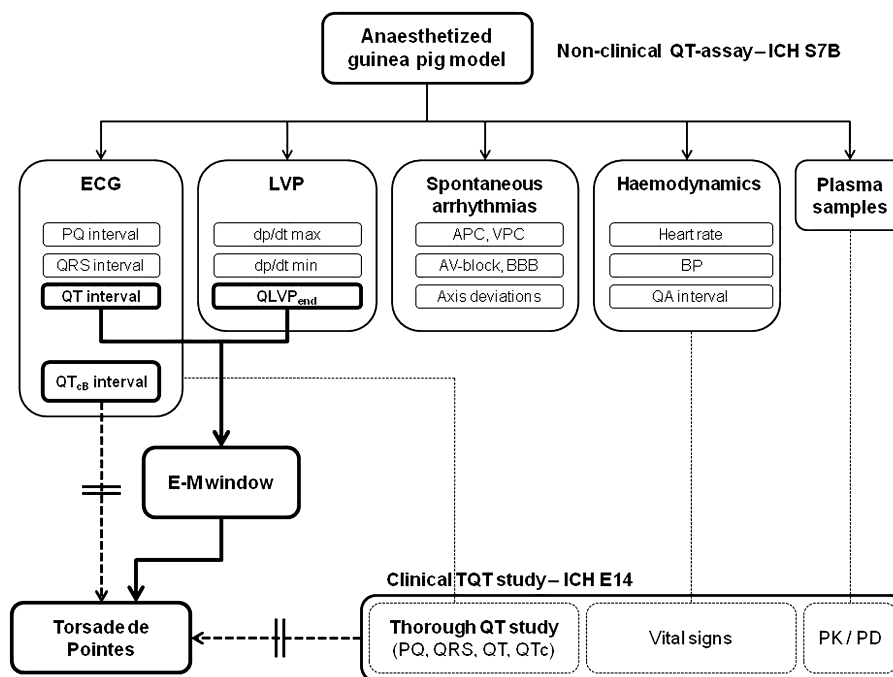 Anaesthetized
guinea pig model
Non-clinical QT-assay – ICH S7B
ECG
PQ interval
QRS interval
QT interval
QTcB interval
LVP
dp/dt max
dp/dt min
QLVPend
Spontaneous
arrhythmias
APC, VPC
AV-block, BBB
Axis deviations
Haemodynamics
Heart rate
BP
QA interval
Plasma
samples
E-M window
Clinical TQT study – ICH E14
Torsade de
Pointes
Thorough QT study
(PQ, QRS, QT, QTc)
Vital signs
PK / PD